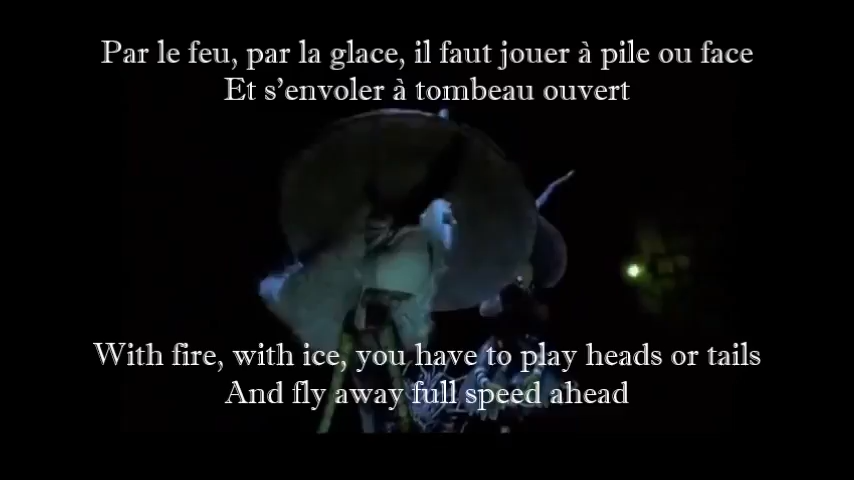 Par le feu, par la glace, il faut jouer à pile ou face
Et s'envoler à tombeau ouvert
With fire, with ice, you have to play heads or tails
And fly away full speed ahead